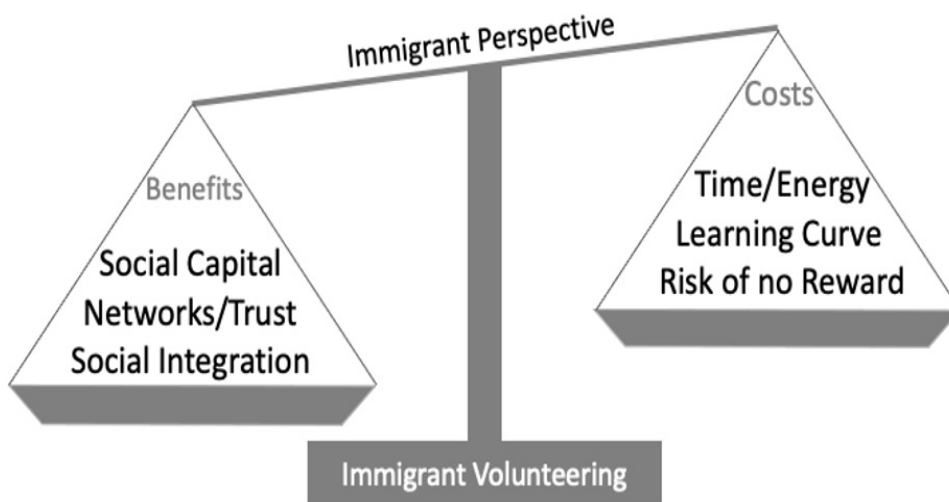 Immigrant Perspective
Benefits
Social Capital
Networks/Trust
Social Integration
Costs
Time/Energy
Learning Curve
Risk of no Reward
Immigrant Volunteering